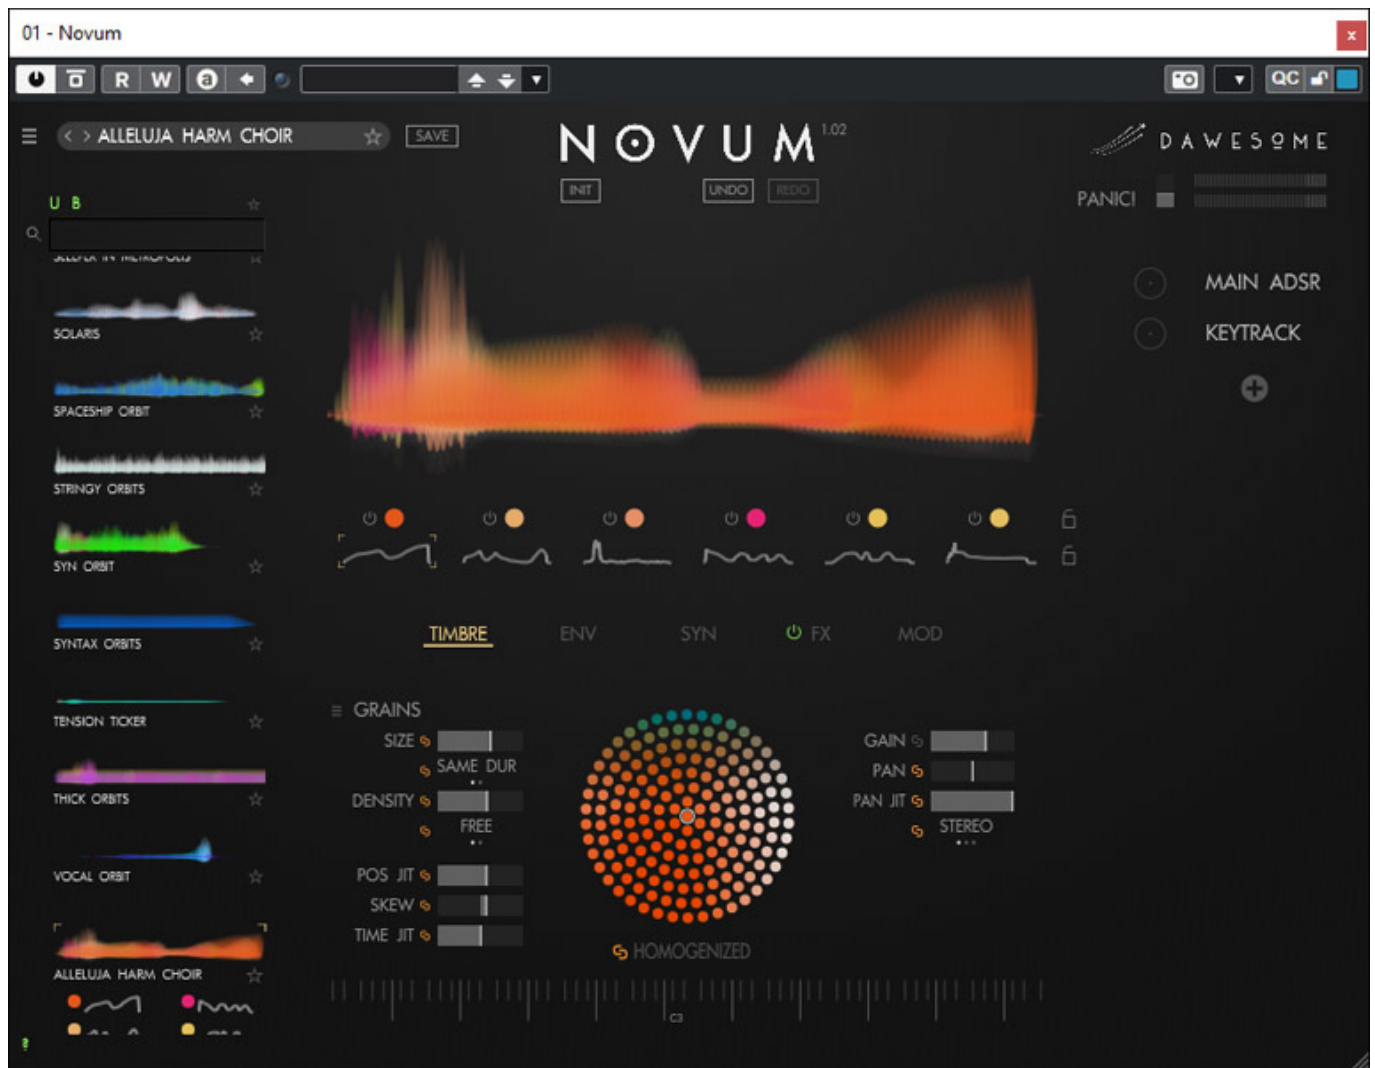 01 - Novum
x
R W a QC
< > ALLELUJA HARM CHOIR
SAVE
NOVUM 1.02
DAWESOME
INIT UNDO REDO
PANIC!
U B
SLEEPER IN METROPOLIS
SOLARIS
SPACESHIP ORBIT
STRINGY ORBITS
SYN ORBIT
SYNTAX ORBITS
TENSION TICKER
THICK ORBITS
VOCAL ORBIT
ALLELUJA HARM CHOIR
MAIN ADSR
KEYTRACK
TIMBRE ENV SYN FX MOD
GRAINS
SIZE
SAME DUR
DENSITY
FREE
POS JIT
SKEW
TIME JIT
HOMOGENIZED
GAIN
PAN
PAN JIT
STEREO
C3
?